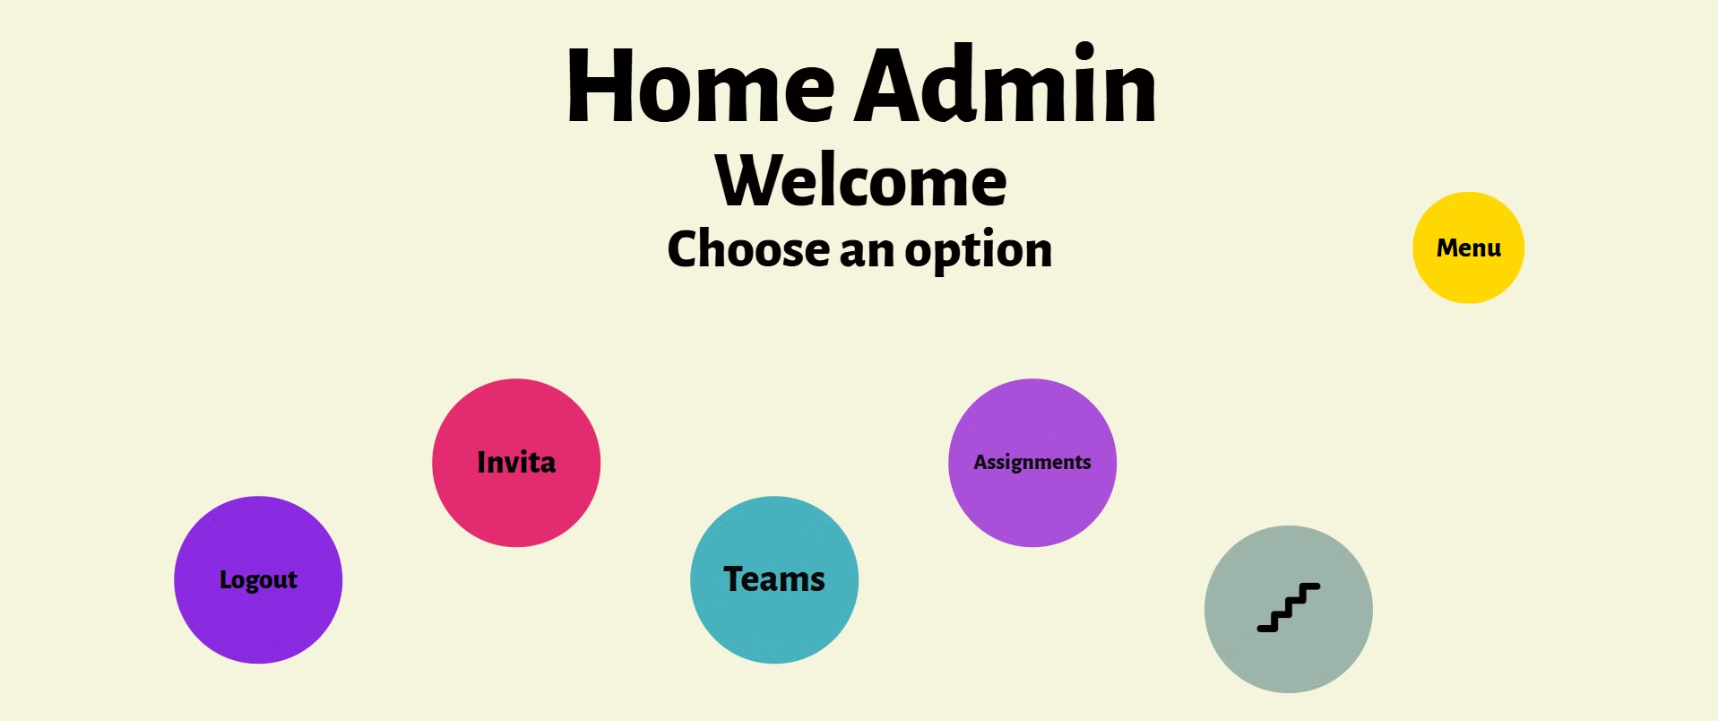 Home Admin
Welcome
Choose an option
Menu
Invita
Assignments
Logout
Teams